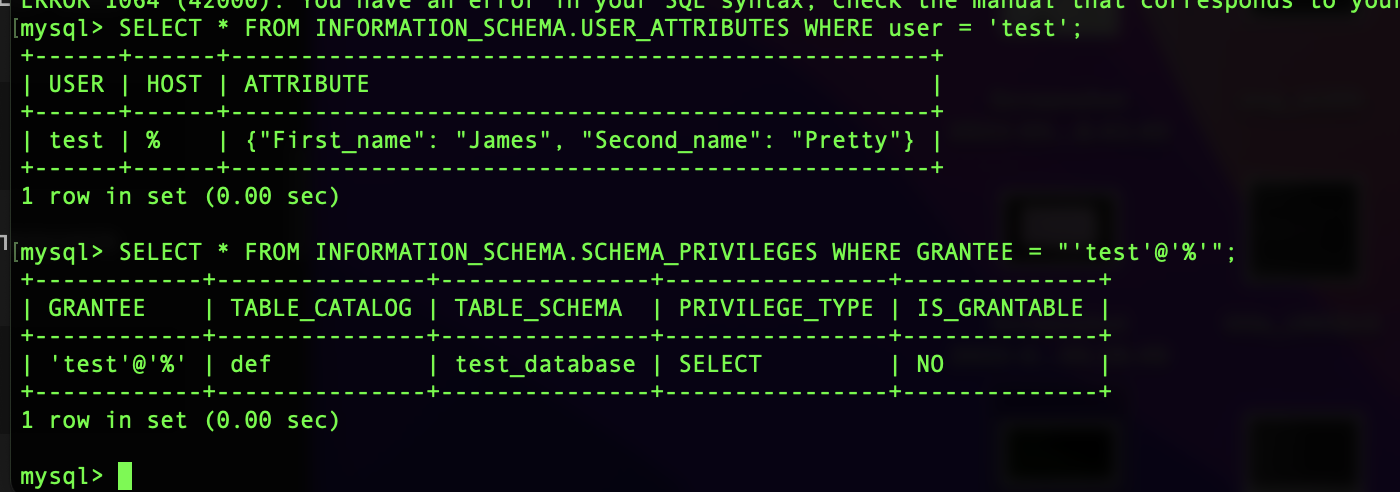 ERROR 1064 (42000): You have an error in your SQL syntax; check the manual that corresponds to your
mysql> SELECT * FROM INFORMATION_SCHEMA.USER_ATTRIBUTES WHERE user = 'test';
+------+------+--------------------------------------------------+
| USER | HOST | ATTRIBUTE                                        |
+------+------+--------------------------------------------------+
| test | %    | {"First_name": "James", "Second_name": "Pretty"} |
+------+------+--------------------------------------------------+
1 row in set (0.00 sec)
mysql> SELECT * FROM INFORMATION_SCHEMA.SCHEMA_PRIVILEGES WHERE GRANTEE = "'test'@'%'";
+------------+---------------+---------------+----------------+--------------+
| GRANTEE    | TABLE_CATALOG | TABLE_SCHEMA  | PRIVILEGE_TYPE | IS_GRANTABLE |
+------------+---------------+---------------+----------------+--------------+
| 'test'@'%' | def           | test_database | SELECT         | NO           |
+------------+---------------+---------------+----------------+--------------+
1 row in set (0.00 sec)
mysql>